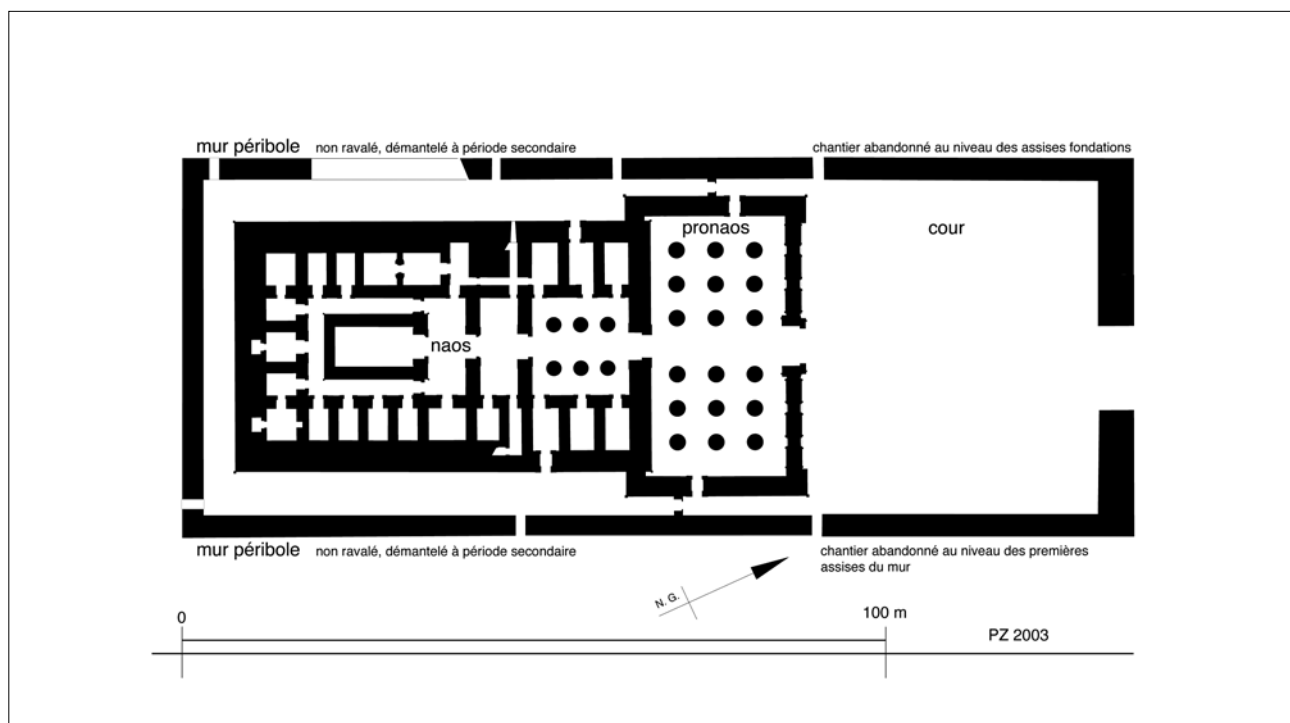 mur péribole non ravalé, démantelé à période secondaire
chantier abandonné au niveau des assises fondations
pronaos
cour
naos
mur péribole non ravalé, démantelé à période secondaire
chantier abandonné au niveau des premières
assises du mur
N. G.
0
100 m
PZ 2003